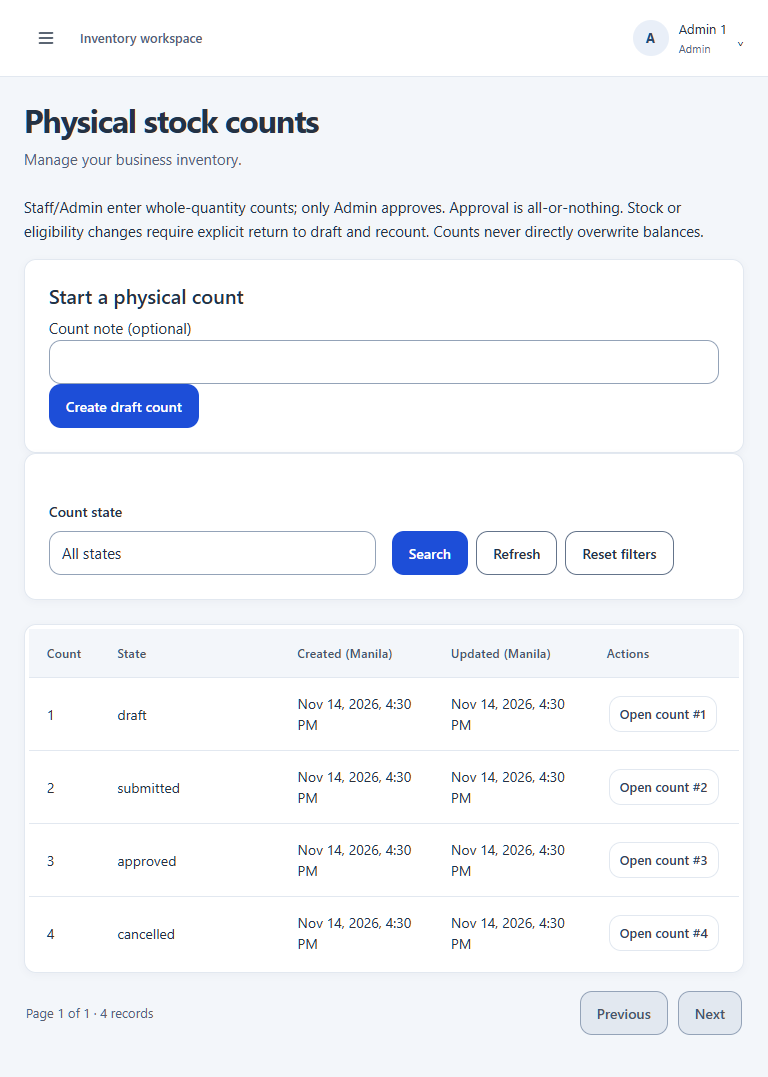 Inventory workspace
A
Admin 1
Admin
Physical stock counts
Manage your business inventory.
Staff/Admin enter whole-quantity counts; only Admin approves. Approval is all-or-nothing. Stock or
eligibility changes require explicit return to draft and recount. Counts never directly overwrite balances.
Start a physical count
Count note (optional)
Create draft count
Count state
All states
Search
Refresh
Reset filters
Count State Created (Manila) Updated (Manila) Actions
1 draft Nov 14, 2026, 4:30 PM Nov 14, 2026, 4:30 PM Open count #1
2 submitted Nov 14, 2026, 4:30 PM Nov 14, 2026, 4:30 PM Open count #2
3 approved Nov 14, 2026, 4:30 PM Nov 14, 2026, 4:30 PM Open count #3
4 cancelled Nov 14, 2026, 4:30 PM Nov 14, 2026, 4:30 PM Open count #4
Page 1 of 1 · 4 records
Previous
Next